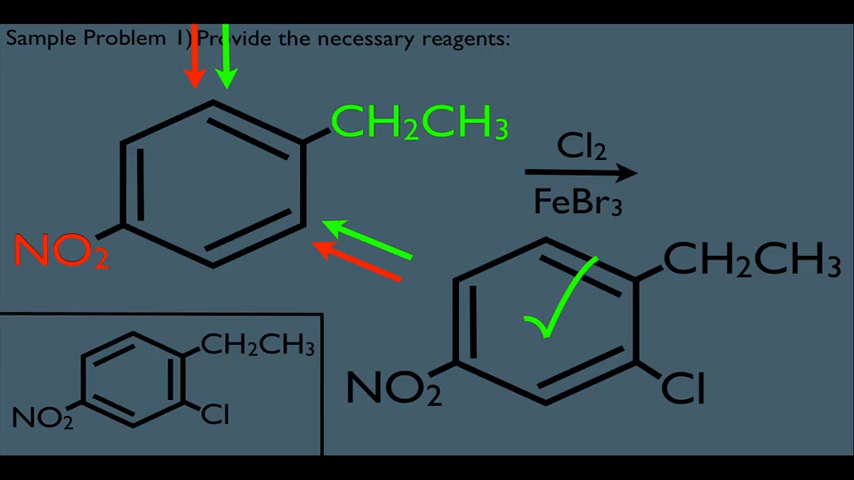 Sample Problem 1) Provide the necessary reagents:
CH2CH3
NO2
Cl2
FeBr3
CH2CH3
NO2
Cl
CH2CH3
NO2
Cl